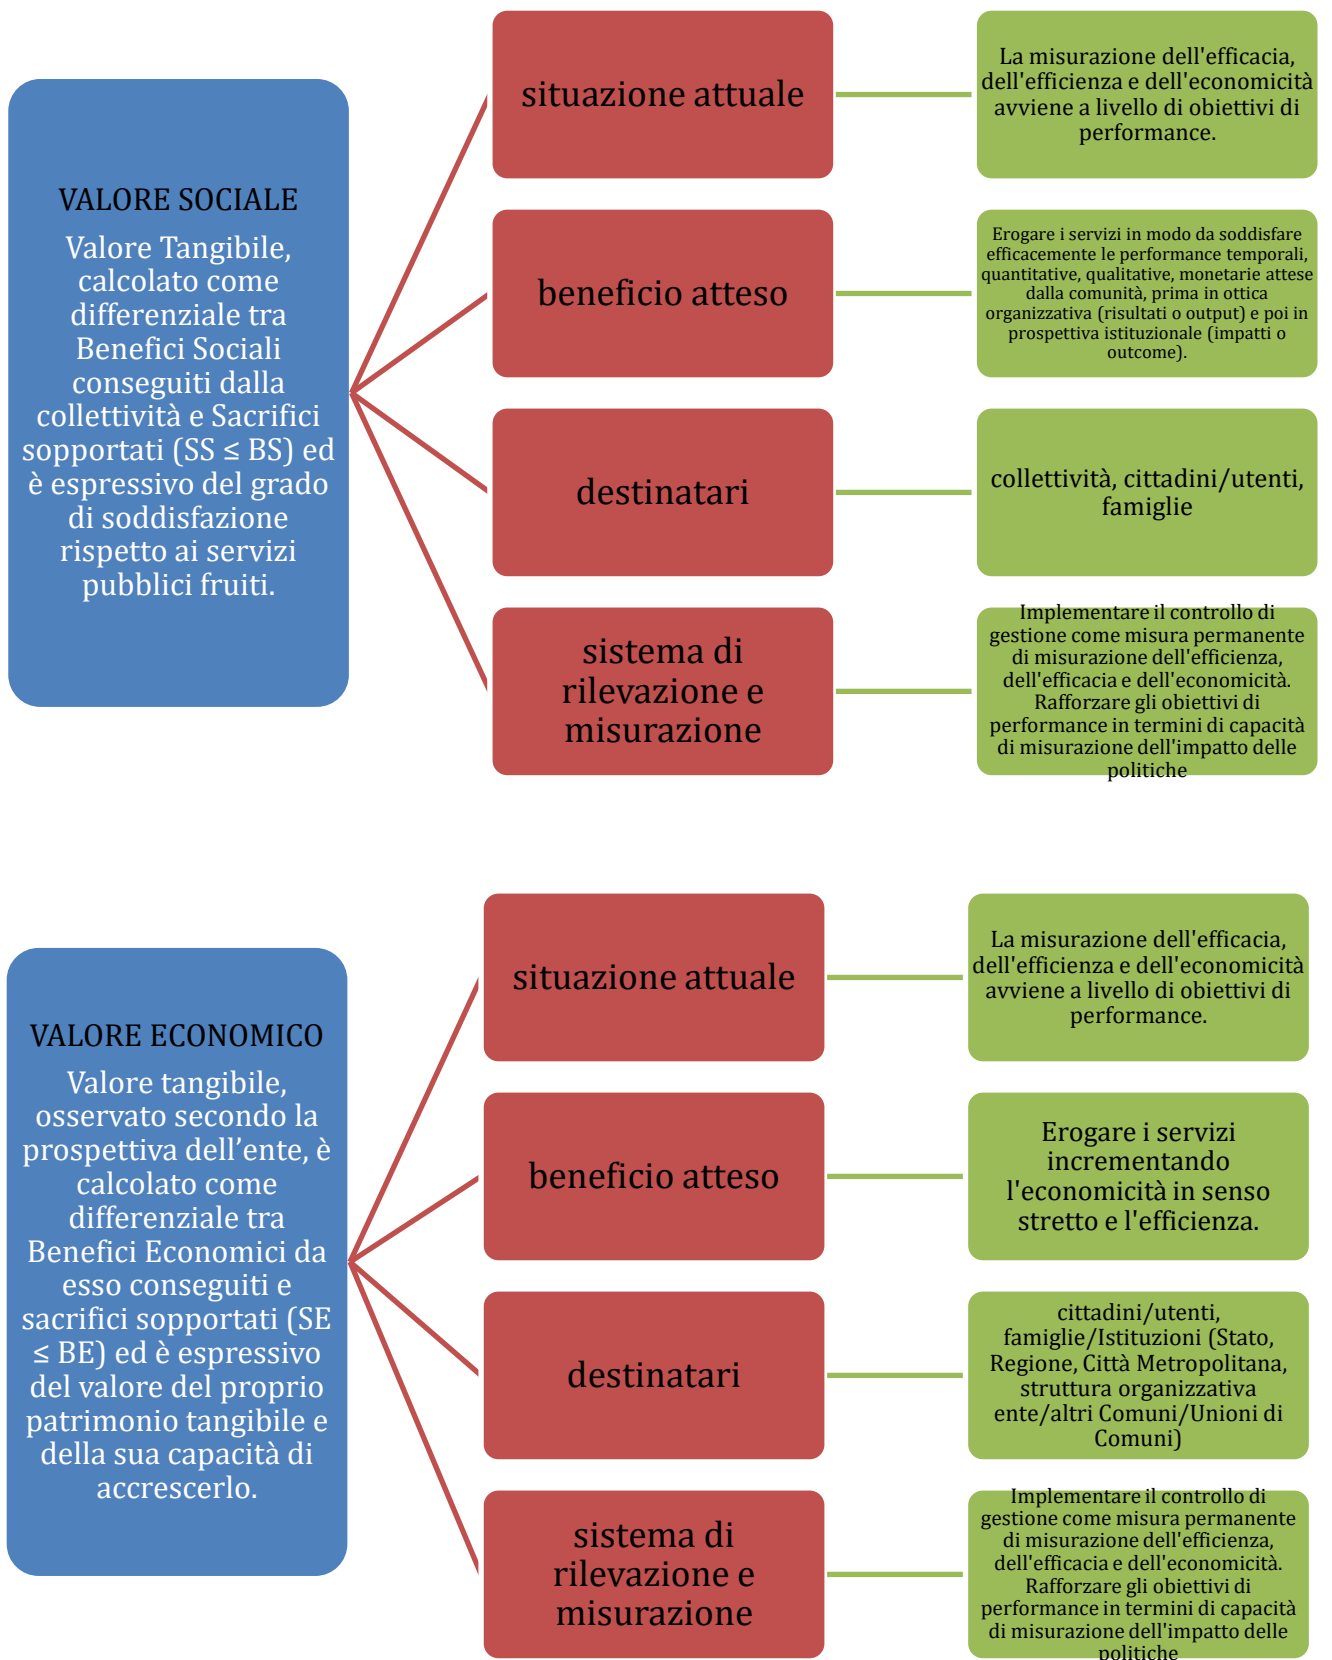 VALORE SOCIALE
Valore Tangibile,
calcolato come
differenziale tra
Benefici Sociali
conseguiti dalla
collettività e Sacrifici
sopportati (SS ≤ BS) ed
è espressivo del grado
di soddisfazione
rispetto ai servizi
pubblici fruiti.
situazione attuale
La misurazione dell'efficacia,
dell'efficienza e dell'economicità
avviene a livello di obiettivi di
performance.
beneficio atteso
Erogare i servizi in modo da soddisfare
efficacemente le performance temporali,
quantitative, qualitative, monetarie attese
dalla comunità, prima in ottica
organizzativa (risultati o output) e poi in
prospettiva istituzionale (impatti o
outcome).
destinatari
collettività, cittadini/utenti,
famiglie
sistema di
rilevazione e
misurazione
Implementare il controllo di
gestione come misura permanente
di misurazione dell'efficienza,
dell'efficacia e dell'economicità.
Rafforzare gli obiettivi di
performance in termini di capacità
di misurazione dell'impatto delle
politiche
VALORE ECONOMICO
Valore tangibile,
osservato secondo la
prospettiva dell’ente, è
calcolato come
differenziale tra
Benefici Economici da
esso conseguiti e
sacrifici sopportati (SE
≤ BE) ed è espressivo
del valore del proprio
patrimonio tangibile e
della sua capacità di
accrescerlo.
situazione attuale
La misurazione dell'efficacia,
dell'efficienza e dell'economicità
avviene a livello di obiettivi di
performance.
beneficio atteso
Erogare i servizi
incrementando
l'economicità in senso
stretto e l'efficienza.
destinatari
cittadini/utenti,
famiglie/Istituzioni (Stato,
Regione, Città Metropolitana,
struttura organizzativa
ente/altri Comuni/Unioni di
Comuni)
sistema di
rilevazione e
misurazione
Implementare il controllo di
gestione come misura permanente
di misurazione dell'efficienza,
dell'efficacia e dell'economicità.
Rafforzare gli obiettivi di
performance in termini di capacità
di misurazione dell'impatto delle
politiche